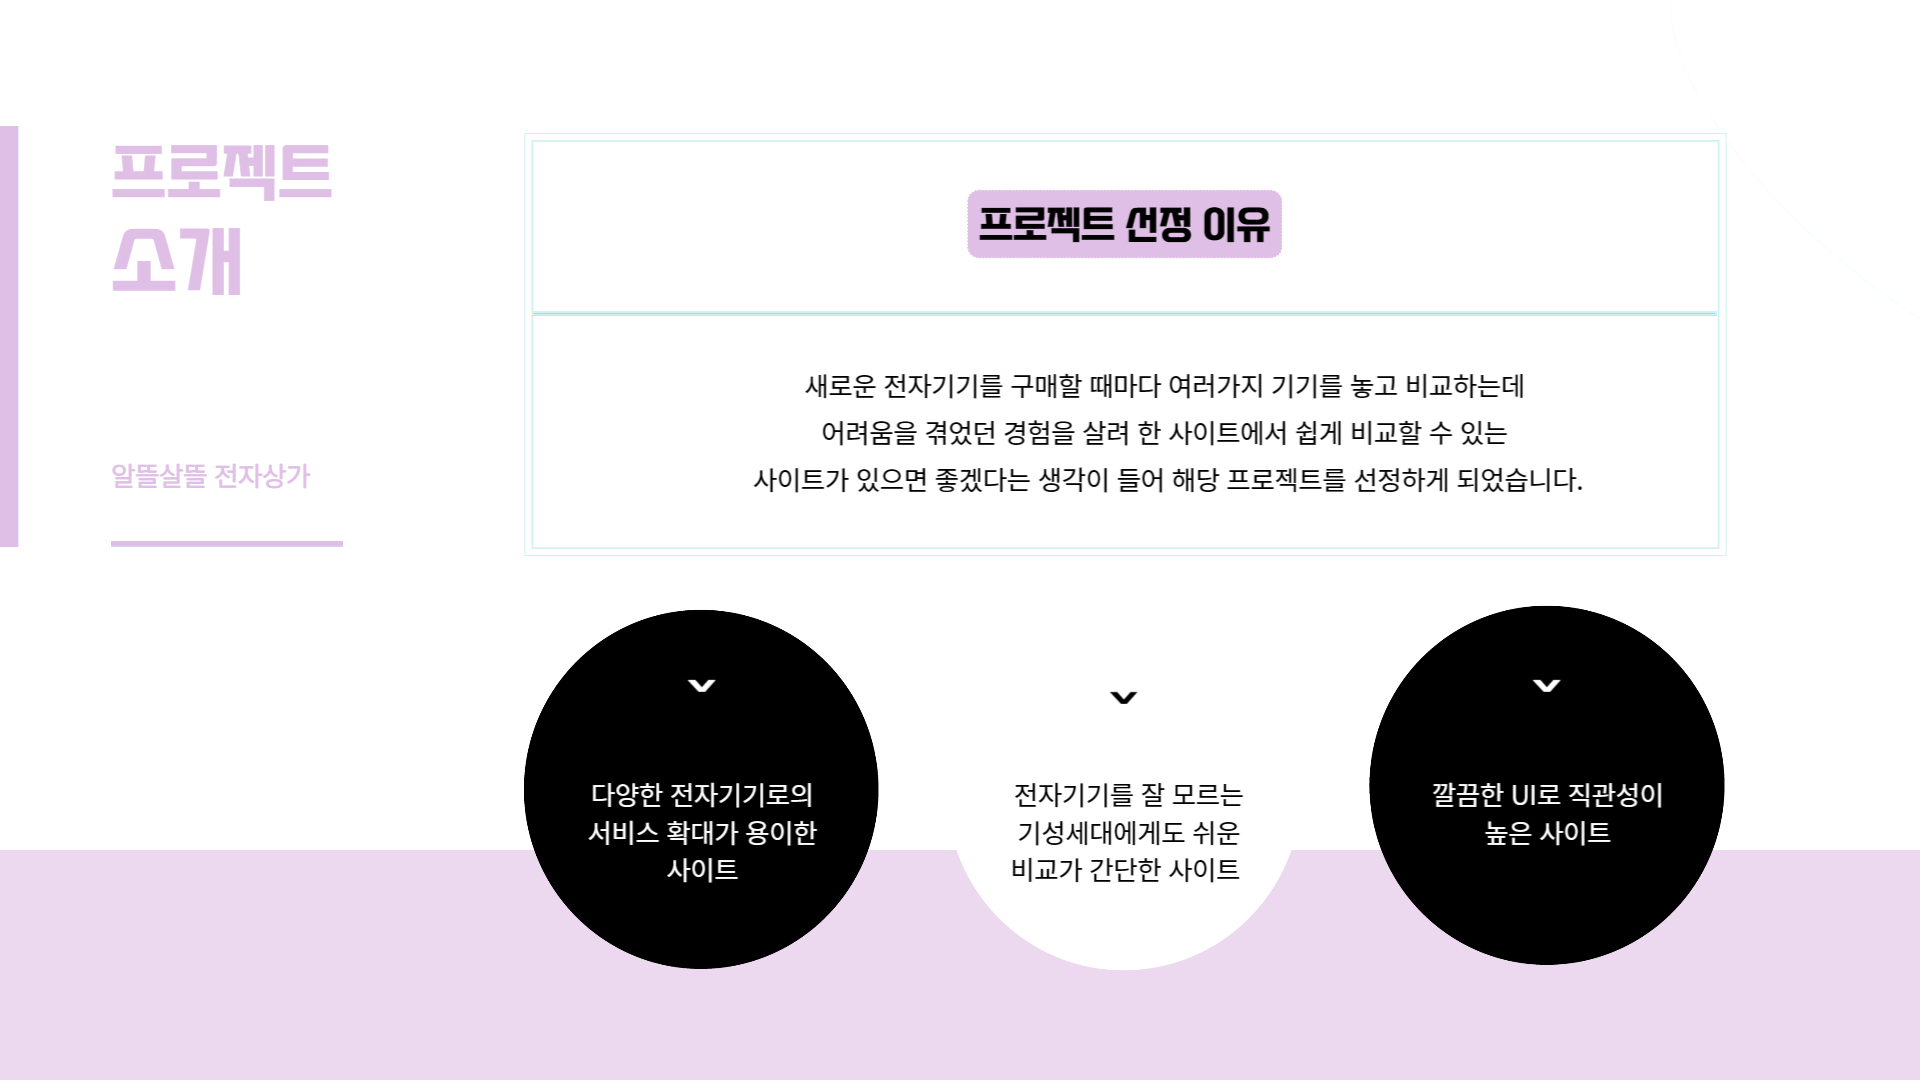 프로젝트
소개
알뜰살뜰 전자상가
프로젝트 선정 이유
새로운 전자기기를 구매할 때마다 여러가지 기기를 놓고 비교하는데
어려움을 겪었던 경험을 살려 한 사이트에서 쉽게 비교할 수 있는
사이트가 있으면 좋겠다는 생각이 들어 해당 프로젝트를 선정하게 되었습니다.
다양한 전자기기로의
서비스 확대가 용이한
사이트
전자기기를 잘 모르는
기성세대에게도 쉬운
비교가 간단한 사이트
깔끔한 UI로 직관성이
높은 사이트